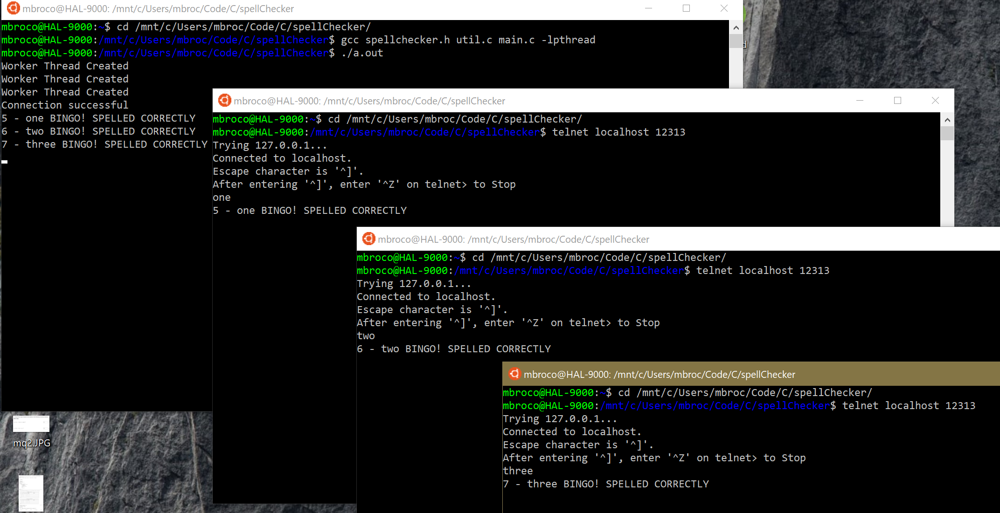 mbroco@HAL-9000: /mnt/c/Users/mbroc/Code/C/spellChecker
mbroco@HAL-9000:~$ cd /mnt/c/Users/mbroc/Code/C/spellChecker/
mbroco@HAL-9000:/mnt/c/Users/mbroc/Code/C/spellChecker$ gcc spellchecker.h util.c main.c -lpthread
mbroco@HAL-9000:/mnt/c/Users/mbroc/Code/C/spellChecker$ ./a.out
Worker Thread Created
Worker Thread Created
Worker Thread Created
Connection successful
5 - one BINGO! SPELLED CORRECTLY
6 - two BINGO! SPELLED CORRECTLY
7 - three BINGO! SPELLED CORRECTLY
mbroco@HAL-9000: /mnt/c/Users/mbroc/Code/C/spellChecker
mbroco@HAL-9000:~$ cd /mnt/c/Users/mbroc/Code/C/spellChecker/
mbroco@HAL-9000:/mnt/c/Users/mbroc/Code/C/spellChecker$ telnet localhost 12313
Trying 127.0.0.1...
Connected to localhost.
Escape character is '^]'.
After entering '^]', enter '^Z' on telnet> to Stop
one
5 - one BINGO! SPELLED CORRECTLY
mbroco@HAL-9000: /mnt/c/Users/mbroc/Code/C/spellChecker
mbroco@HAL-9000:~$ cd /mnt/c/Users/mbroc/Code/C/spellChecker/
mbroco@HAL-9000:/mnt/c/Users/mbroc/Code/C/spellChecker$ telnet localhost 12313
Trying 127.0.0.1...
Connected to localhost.
Escape character is '^]'.
After entering '^]', enter '^Z' on telnet> to Stop
two
6 - two BINGO! SPELLED CORRECTLY
mbroco@HAL-9000: /mnt/c/Users/mbroc/Code/C/spellChecker
mbroco@HAL-9000:~$ cd /mnt/c/Users/mbroc/Code/C/spellChecker/
mbroco@HAL-9000:/mnt/c/Users/mbroc/Code/C/spellChecker$ telnet localhost 12313
Trying 127.0.0.1...
Connected to localhost.
Escape character is '^]'.
After entering '^]', enter '^Z' on telnet> to Stop
three
7 - three BINGO! SPELLED CORRECTLY
mq2.JPG